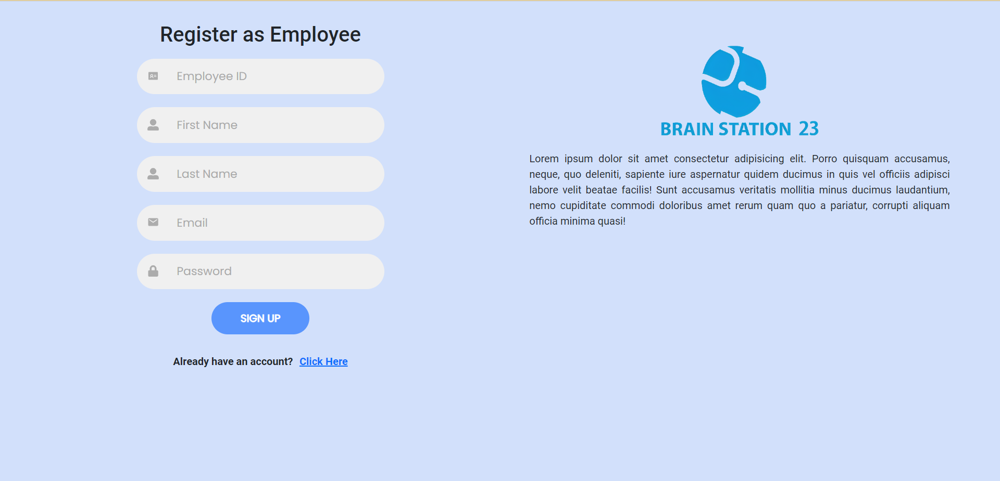 Register as Employee
Employee ID
First Name
Last Name
Email
Password
SIGN UP
Already have an account? Click Here
BRAIN STATION 23
Lorem ipsum dolor sit amet consectetur adipisicing elit. Porro quisquam accusamus,
neque, quo deleniti, sapiente iure aspernatur quidem ducimus in quis vel officiis adipisci
labore velit beatae facilis! Sunt accusamus veritatis mollitia minus ducimus laudantium,
nemo cupiditate commodi doloribus amet rerum quam quo a pariatur, corrupti aliquam
officia minima quasi!